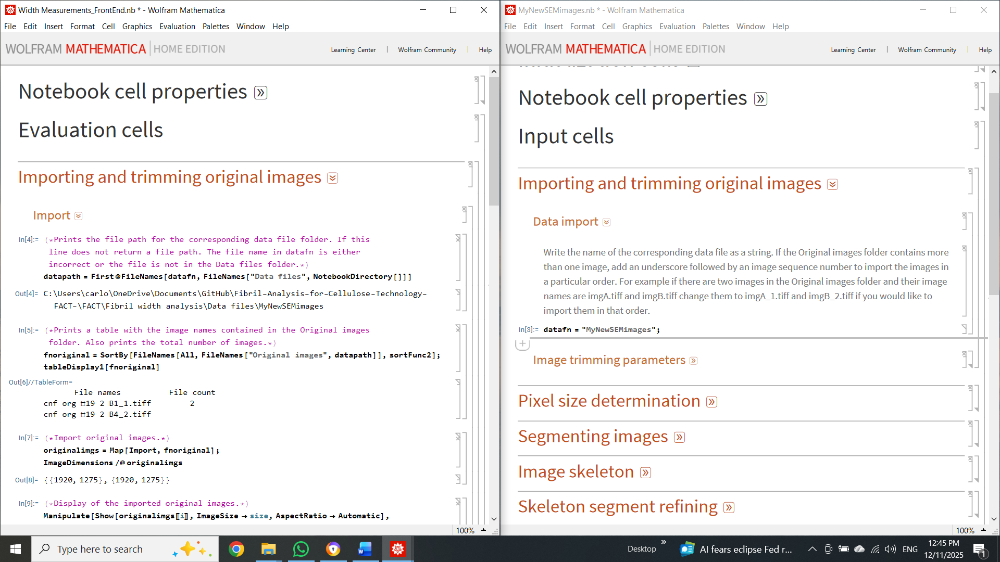 Width Measurements_FrontEnd.nb * - Wolfram Mathematica
File Edit Insert Format Cell Graphics Evaluation Palettes Window Help
WOLFRAM MATHEMATICA HOME EDITION
Learning Center | Wolfram Community | Help
Notebook cell properties
Evaluation cells
Importing and trimming original images
Import
In[4]:= (*Prints the file path for the corresponding data file folder. If this
line does not return a file path. The file name in datafn is either
incorrect or the file is not in the Data files folder.*)
datapath = First@FileNames[datafn, FileNames["Data files", NotebookDirectory[]]]
Out[4]= C:\Users\carlo\OneDrive\Documents\GitHub\Fibril-Analysis-for-Cellulose-Technology-
FACT-\FACT\Fibril width analysis\Data files\MyNewSEMimages
In[5]:= (*Prints a table with the image names contained in the Original images
folder. Also prints the total number of images.*)
fnoriginal = SortBy[FileNames[All, FileNames["Original images", datapath]], sortFunc2];
tableDisplay1[fnoriginal]
Out[6]//TableForm=
File names File count
cnf org #19 2 B1_1.tiff 2
cnf org #19 2 B4_2.tiff
In[7]:= (*Import original images.*)
originalimgs = Map[Import, fnoriginal];
ImageDimensions /@ originalimgs
Out[8]= {{1920, 1275}, {1920, 1275}}
In[9]:= (*Display of the imported original images.*)
Manipulate[Show[originalimgs[[i]], ImageSize → size, AspectRatio → Automatic],
100%
MyNewSEMimages.nb * - Wolfram Mathematica
File Edit Insert Format Cell Graphics Evaluation Palettes Window Help
WOLFRAM MATHEMATICA HOME EDITION
Learning Center | Wolfram Community | Help
Notebook cell properties
Input cells
Importing and trimming original images
Data import
Write the name of the corresponding data file as a string. If the Original images folder contains more
than one image, add an underscore followed by an image sequence number to import the images in
a particular order. For example if there are two images in the Original images folder and their image
names are imgA.tiff and imgB.tiff change them to imgA_1.tiff and imgB_2.tiff if you would like to
import them in that order.
In[3]:= datafn = "MyNewSEMimages";
Image trimming parameters
Pixel size determination
Segmenting images
Image skeleton
Skeleton segment refining
100%
Type here to search
Desktop
AI fears eclipse Fed r...
ENG
12:45 PM
12/11/2025
1